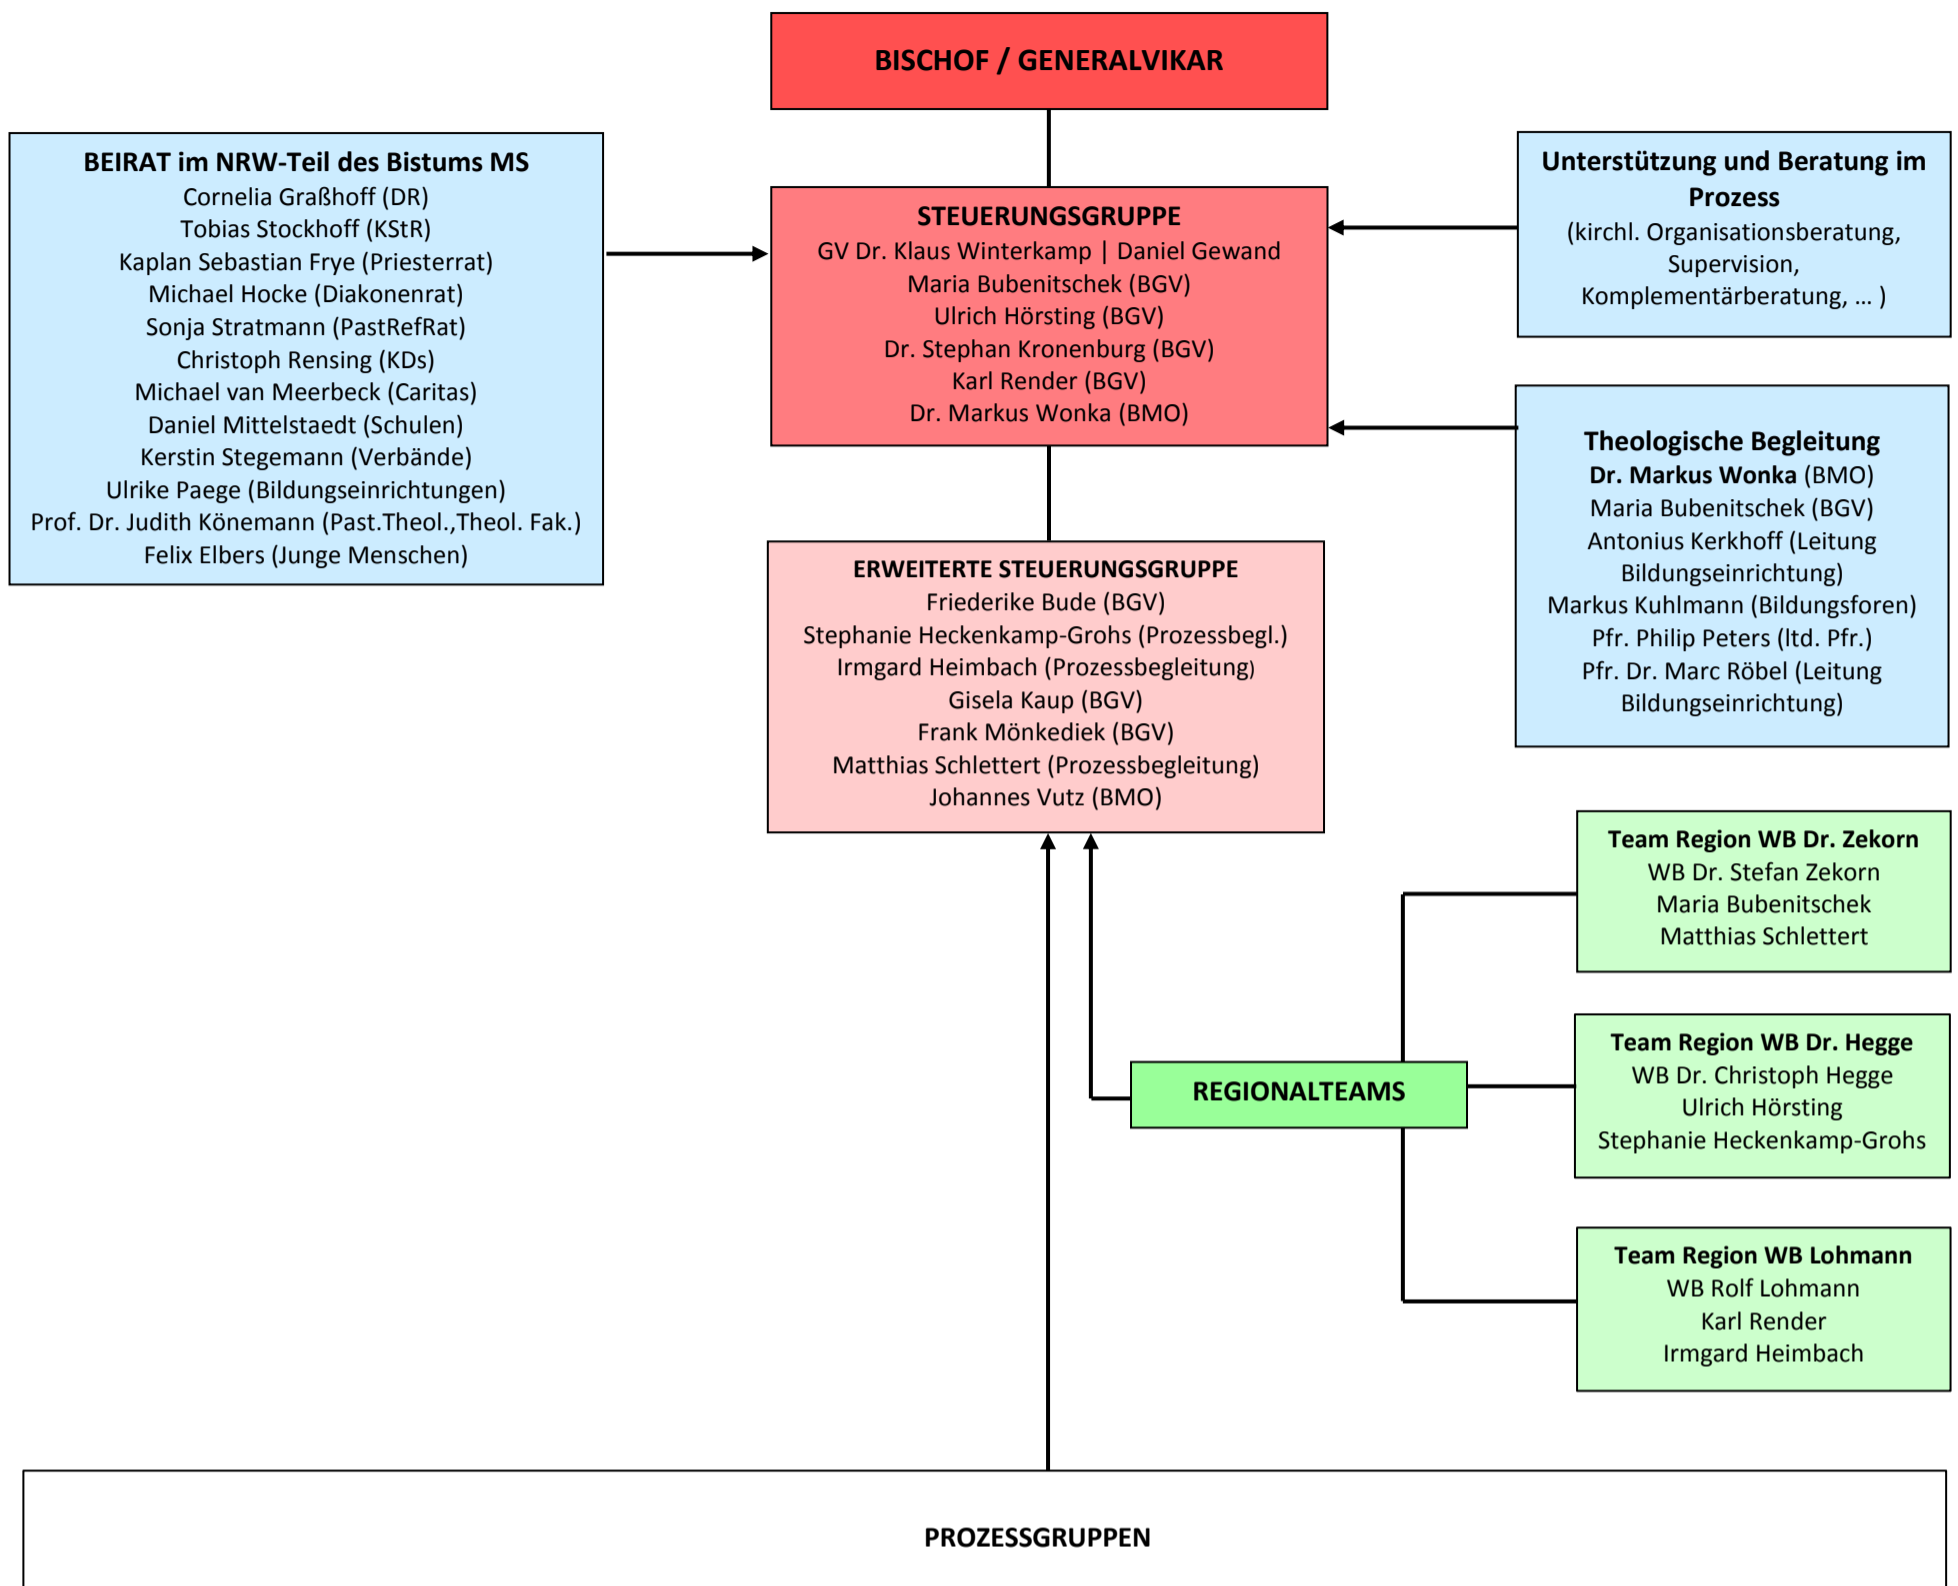 BISCHOF / GENERALVIKAR
BEIRAT im NRW-Teil des Bistums MS
Cornelia Graßhoff (DR)
Tobias Stockhoff (KStR)
Kaplan Sebastian Frye (Priesterrat)
Michael Hocke (Diakonenrat)
Sonja Stratmann (PastRefRat)
Christoph Rensing (KDs)
Michael van Meerbeck (Caritas)
Daniel Mittelstaedt (Schulen)
Kerstin Stegemann (Verbände)
Ulrike Paege (Bildungseinrichtungen)
Prof. Dr. Judith Könemann (Past.Theol.,Theol. Fak.)
Felix Elbers (Junge Menschen)
STEUERUNGSGRUPPE
GV Dr. Klaus Winterkamp | Daniel Gewand
Maria Bubenitschek (BGV)
Ulrich Hörsting (BGV)
Dr. Stephan Kronenburg (BGV)
Karl Render (BGV)
Dr. Markus Wonka (BMO)
Unterstützung und Beratung im
Prozess
(kirchl. Organisationsberatung,
Supervision,
Komplementärberatung, ... )
Theologische Begleitung
Dr. Markus Wonka (BMO)
Maria Bubenitschek (BGV)
Antonius Kerkhoff (Leitung
Bildungseinrichtung)
Markus Kuhlmann (Bildungsforen)
Pfr. Philip Peters (ltd. Pfr.)
Pfr. Dr. Marc Röbel (Leitung
Bildungseinrichtung)
ERWEITERTE STEUERUNGSGRUPPE
Friederike Bude (BGV)
Stephanie Heckenkamp-Grohs (Prozessbegl.)
Irmgard Heimbach (Prozessbegleitung)
Gisela Kaup (BGV)
Frank Mönkediek (BGV)
Matthias Schlettert (Prozessbegleitung)
Johannes Vutz (BMO)
Team Region WB Dr. Zekorn
WB Dr. Stefan Zekorn
Maria Bubenitschek
Matthias Schlettert
REGIONALTEAMS
Team Region WB Dr. Hegge
WB Dr. Christoph Hegge
Ulrich Hörsting
Stephanie Heckenkamp-Grohs
Team Region WB Lohmann
WB Rolf Lohmann
Karl Render
Irmgard Heimbach
PROZESSGRUPPEN